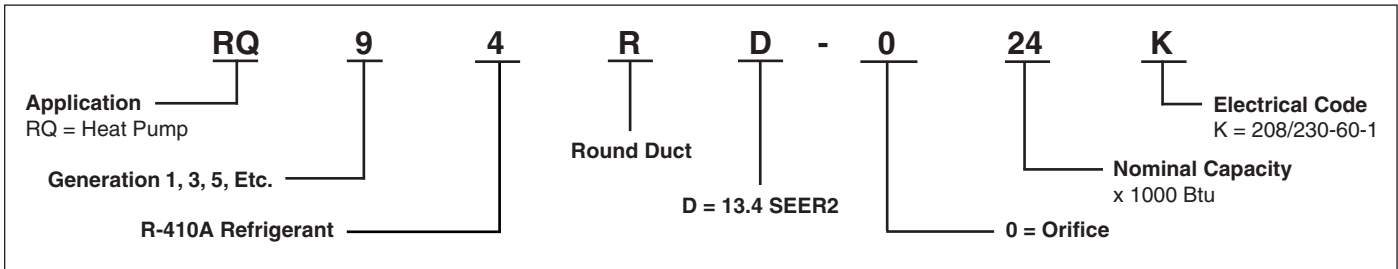 RQ 9 4 R D - 0 24 K
Application
RQ = Heat Pump
Generation 1, 3, 5, Etc.
R-410A Refrigerant
Round Duct
D = 13.4 SEER2
0 = Orifice
Nominal Capacity
x 1000 Btu
Electrical Code
K = 208/230-60-1